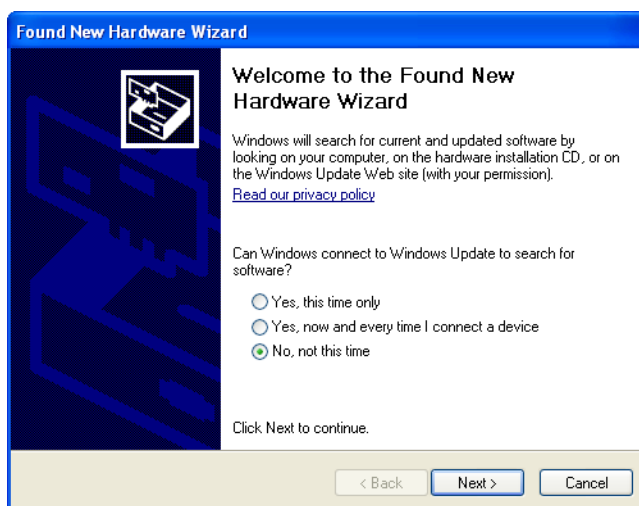 Found New Hardware Wizard
Welcome to the Found New
Hardware Wizard
Windows will search for current and updated software by
looking on your computer, on the hardware installation CD, or on
the Windows Update Web site (with your permission).
Read our privacy policy
Can Windows connect to Windows Update to search for
software?
Yes, this time only
Yes, now and every time I connect a device
No, not this time
Click Next to continue.
< Back Next > Cancel